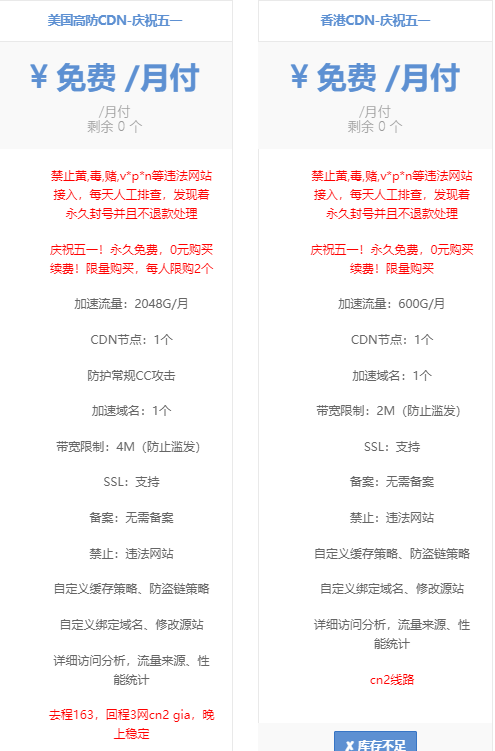 美国高防CDN-庆祝五一
¥ 免费 /月付
/月付
剩余 0 个
禁止黄,毒,赌,v*p*n等违法网站
接入，每天人工排查，发现着
永久封号并且不退款处理
庆祝五一！永久免费，0元购买
续费！限量购买，每人限购2个
加速流量：2048G/月
CDN节点：1个
防护常规CC攻击
加速域名：1个
带宽限制：4M（防止滥发）
SSL：支持
备案：无需备案
禁止：违法网站
自定义缓存策略、防盗链策略
自定义绑定域名、修改源站
详细访问分析，流量来源、性
能统计
去程163，回程3网cn2 gia，晚
上稳定
香港CDN-庆祝五一
¥ 免费 /月付
/月付
剩余 0 个
禁止黄,毒,赌,v*p*n等违法网站
接入，每天人工排查，发现着
永久封号并且不退款处理
庆祝五一！永久免费，0元购买
续费！限量购买
加速流量：600G/月
CDN节点：1个
加速域名：1个
带宽限制：2M（防止滥发）
SSL：支持
备案：无需备案
禁止：违法网站
自定义缓存策略、防盗链策略
自定义绑定域名、修改源站
详细访问分析，流量来源、性
能统计
cn2线路
✘ 库存不足